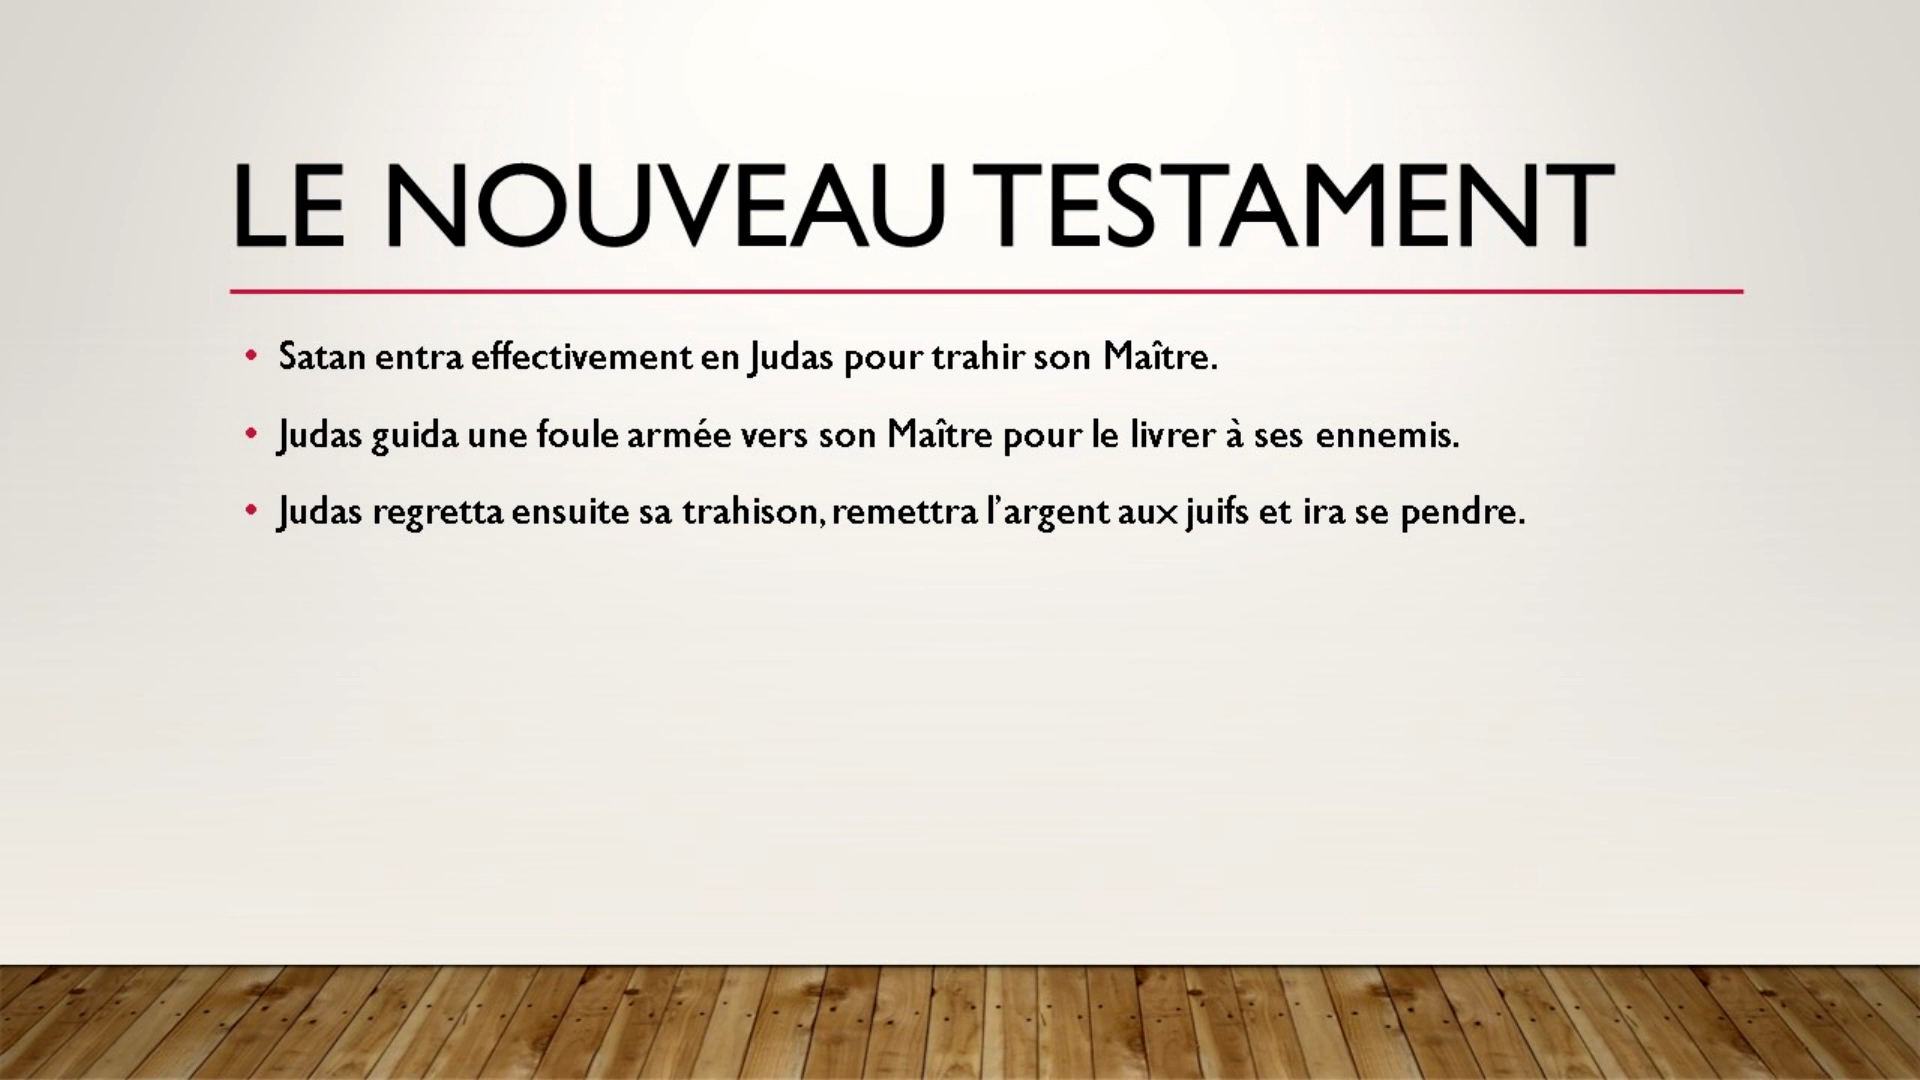 LE NOUVEAU TESTAMENT
• Satan entra effectivement en Judas pour trahir son Maître.
• Judas guida une foule armée vers son Maître pour le livrer à ses ennemis.
• Judas regretta ensuite sa trahison, remettra l’argent aux juifs et ira se pendre.